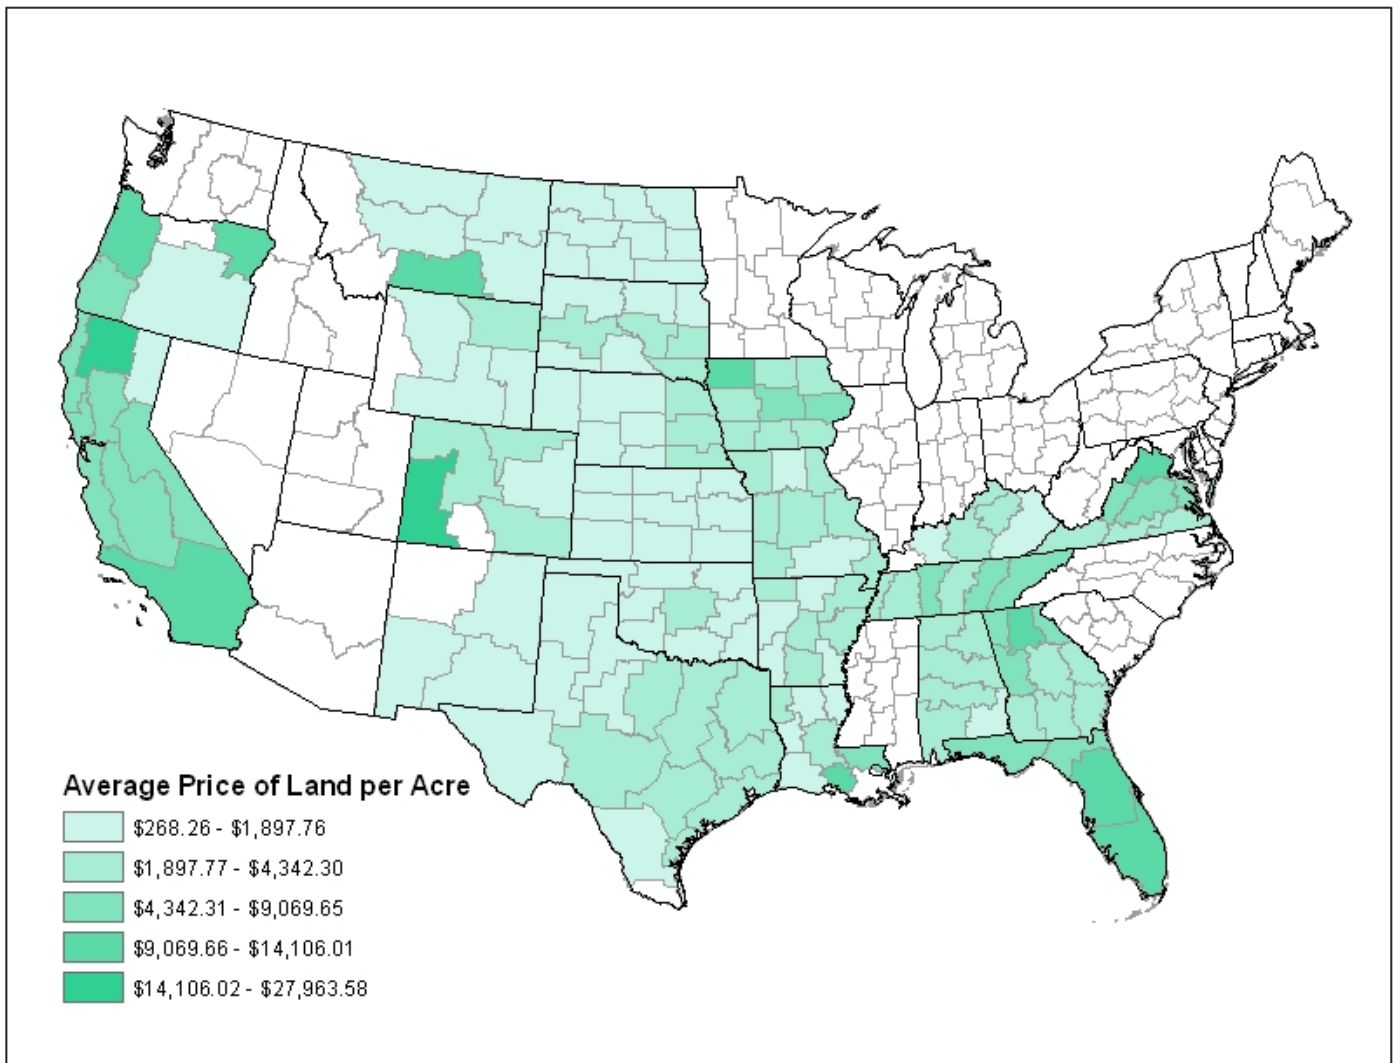 Average Price of Land per Acre
$268.26 - $1,897.76
$1,897.77 - $4,342.30
$4,342.31 - $9,069.65
$9,069.66 - $14,106.01
$14,106.02 - $27,963.58